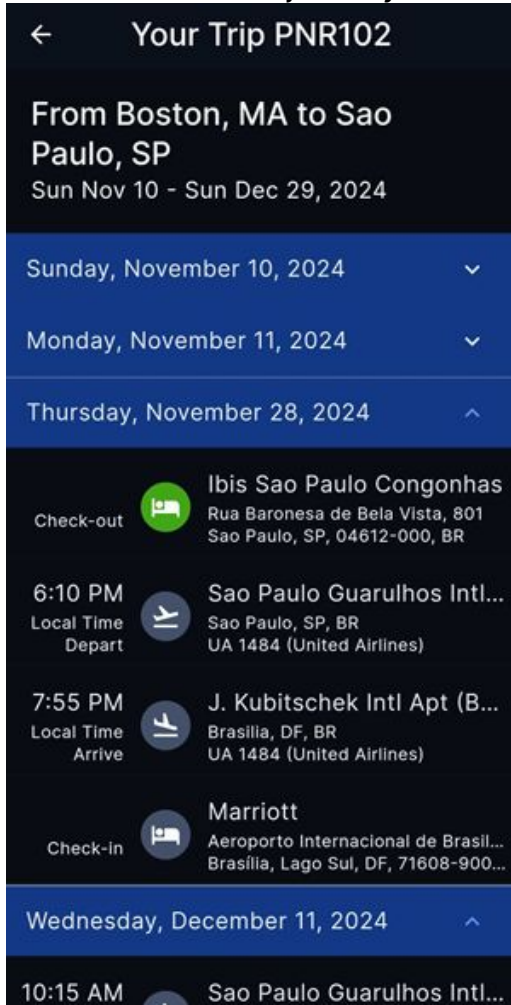 Your Trip PNR102
From Boston, MA to Sao
Paulo, SP
Sun Nov 10 - Sun Dec 29, 2024
Sunday, November 10, 2024
Monday, November 11, 2024
Thursday, November 28, 2024
Check-out
Ibis Sao Paulo Congonhas
Rua Baronesa de Bela Vista, 801
Sao Paulo, SP, 04612-000, BR
6:10 PM
Local Time
Depart
Sao Paulo Guarulhos Intl...
Sao Paulo, SP, BR
UA 1484 (United Airlines)
7:55 PM
Local Time
Arrive
J. Kubitschek Intl Apt (B...
Brasilia, DF, BR
UA 1484 (United Airlines)
Check-in
Marriott
Aeroporto Internacional de Brasil...
Brasília, Lago Sul, DF, 71608-900...
Wednesday, December 11, 2024
10:15 AM
Sao Paulo Guarulhos Intl...